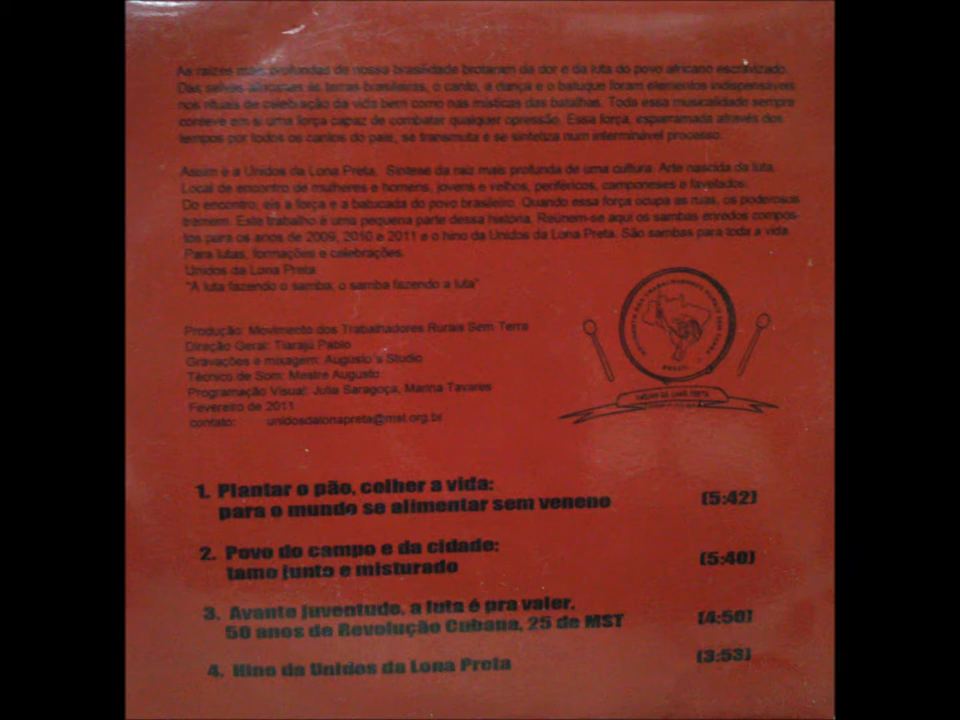 As raízes mais profundas de nossa brasilidade brotaram da dor e da luta do povo africano escravizado.
Das selvas africanas às terras brasileiras, o canto, a dança e o batuque foram elementos indispensáveis
nos rituais de celebração da vida bem como nas místicas das batalhas. Toda essa musicalidade sempre
conteve em si uma força capaz de combater qualquer opressão. Essa força, esparramada através dos
tempos por todos os cantos do país, se transmuta e se sintetiza num interminável processo.
Assim é a Unidos da Lona Preta. Síntese da raiz mais profunda de uma cultura. Arte nascida da luta.
Local de encontro de mulheres e homens, jovens e velhos, periféricos, camponeses e favelados.
Do encontro, eis a força e a batucada do povo brasileiro. Quando essa força ocupa as ruas, os poderosos
tremem. Este trabalho é uma pequena parte dessa história. Reúnem-se aqui os sambas enredos compos-
tos para os anos de 2009, 2010 e 2011 e o hino da Unidos da Lona Preta. São sambas para toda a vida.
Para lutas, formações e celebrações.
Unidos da Lona Preta
"A luta fazendo o samba, o samba fazendo a luta"
Produção: Movimento dos Trabalhadores Rurais Sem Terra
Direção Geral: Tiarajú Pablo
Gravações e mixagem: Augusto's Studio
Técnico de Som: Mestre Augusto
Programação Visual: Julia Saragoça, Marina Tavares
Fevereiro de 2011
contato: unidosdalonapreta@mst.org.br
MOVIMENTO DOS TRABALHADORES RURAIS SEM TERRA
BRASIL
UNIDOS DA LONA PRETA
1. Plantar o pão, colher a vida:
para o mundo se alimentar sem veneno (5:42)
2. Povo do campo e da cidade:
tamo junto e misturado (5:40)
3. Avante juventude, a luta é pra valer.
50 anos de Revolução Cubana, 25 de MST (4:50)
4. Hino da Unidos da Lona Preta (3:53)